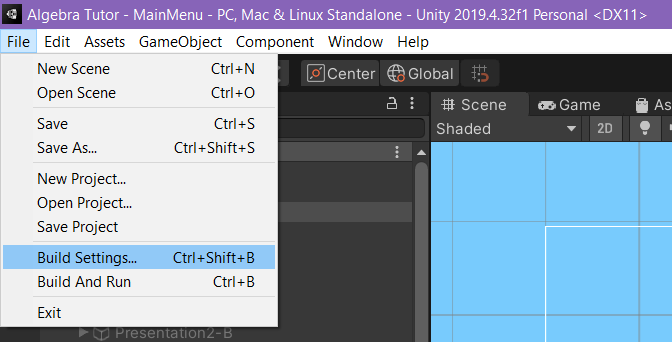 Algebra Tutor - MainMenu - PC, Mac & Linux Standalone - Unity 2019.4.32f1 Personal <DX11>
File Edit Assets GameObject Component Window Help
New Scene Ctrl+N
Open Scene Ctrl+O
Save Ctrl+S
Save As... Ctrl+Shift+S
New Project...
Open Project...
Save Project
Build Settings... Ctrl+Shift+B
Build And Run Ctrl+B
Exit
Center Global
Scene Game As
Shaded 2D
Presentation2-B